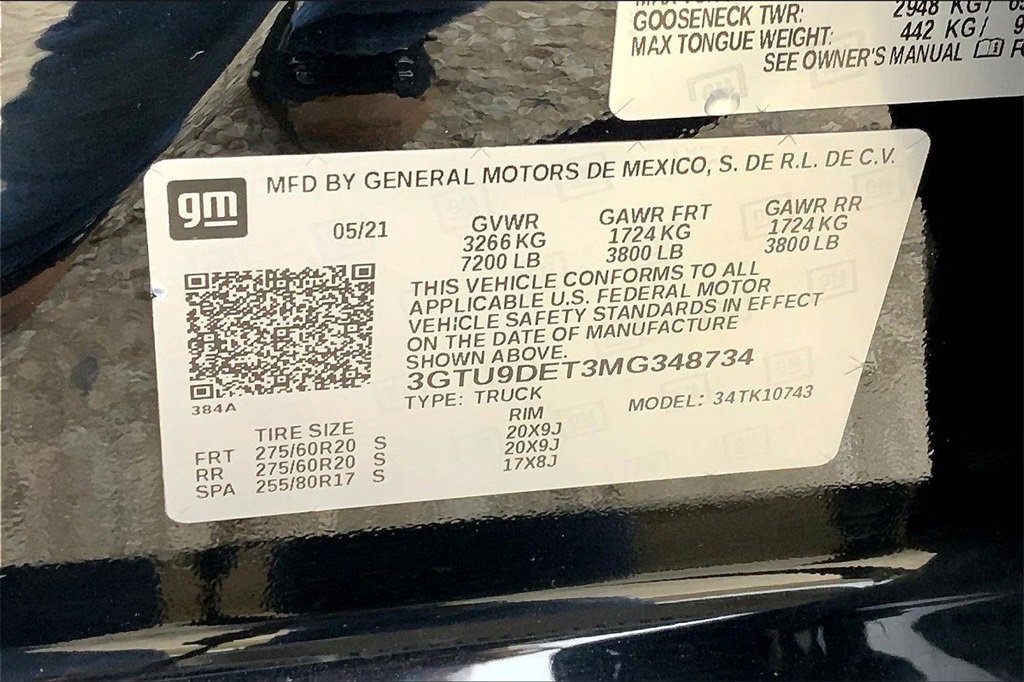 GOOSENECK TWR: 2948 KG/
MAX TONGUE WEIGHT: 442 KG/ 9
SEE OWNER'S MANUAL
gm
MFD BY GENERAL MOTORS DE MEXICO, S. DE R.L. DE C.V.
05/21
GVWR GAWR FRT GAWR RR
3266 KG 1724 KG 1724 KG
7200 LB 3800 LB 3800 LB
THIS VEHICLE CONFORMS TO ALL
APPLICABLE U.S. FEDERAL MOTOR
VEHICLE SAFETY STANDARDS IN EFFECT
ON THE DATE OF MANUFACTURE
SHOWN ABOVE.
3GTU9DET3MG348734
384A
TYPE: TRUCK MODEL: 34TK10743
TIRE SIZE RIM
FRT 275/60R20 S 20X9J
RR 275/60R20 S 20X9J
SPA 255/80R17 S 17X8J